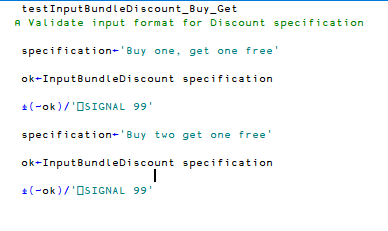 testInputBundleDiscount_Buy_Get
⍝ Validate input format for Discount specification
specification←'Buy one, get one free'
ok←InputBundleDiscount specification
⍎(~ok)/'⎕SIGNAL 99'
specification←'Buy two get one free'
ok←InputBundleDiscount specification
⍎(~ok)/'⎕SIGNAL 99'